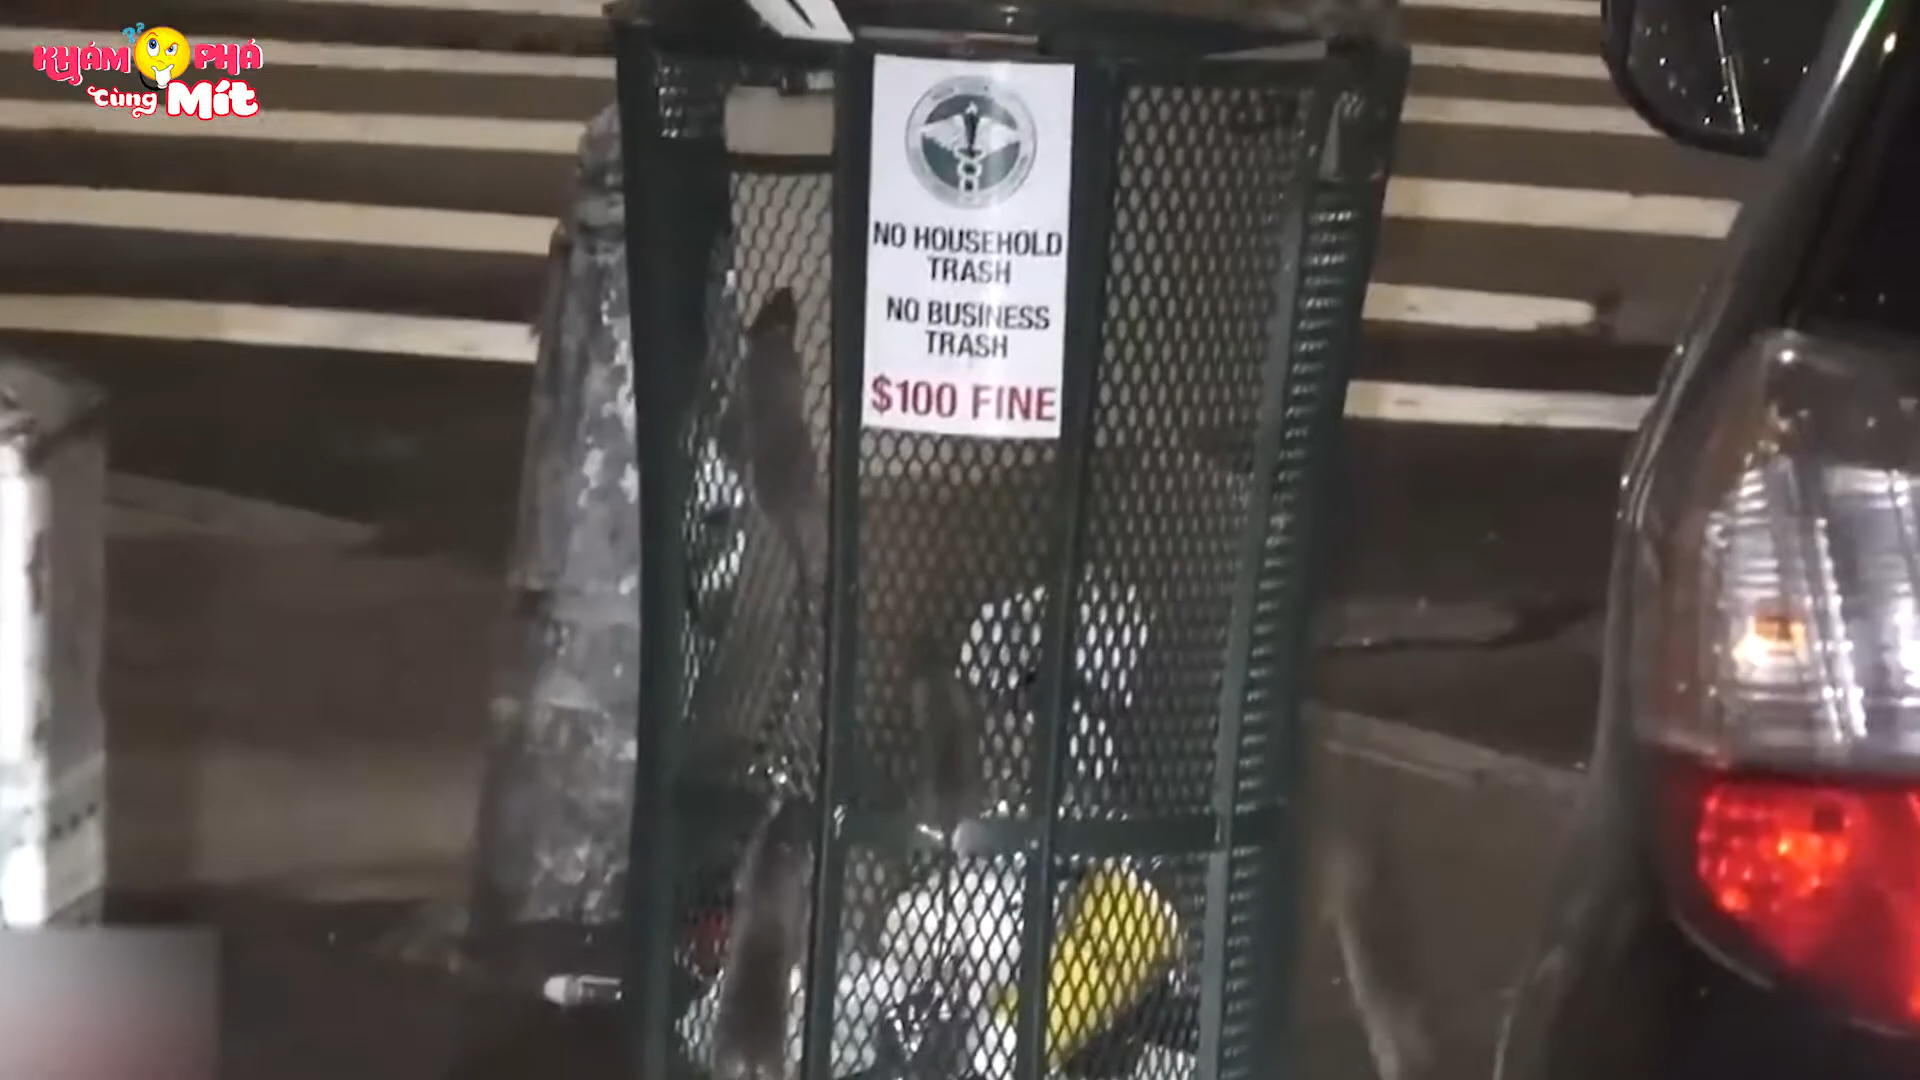 KHÁM PHÁ
cùng Mít
NO HOUSEHOLD
TRASH
NO BUSINESS
TRASH
$100 FINE